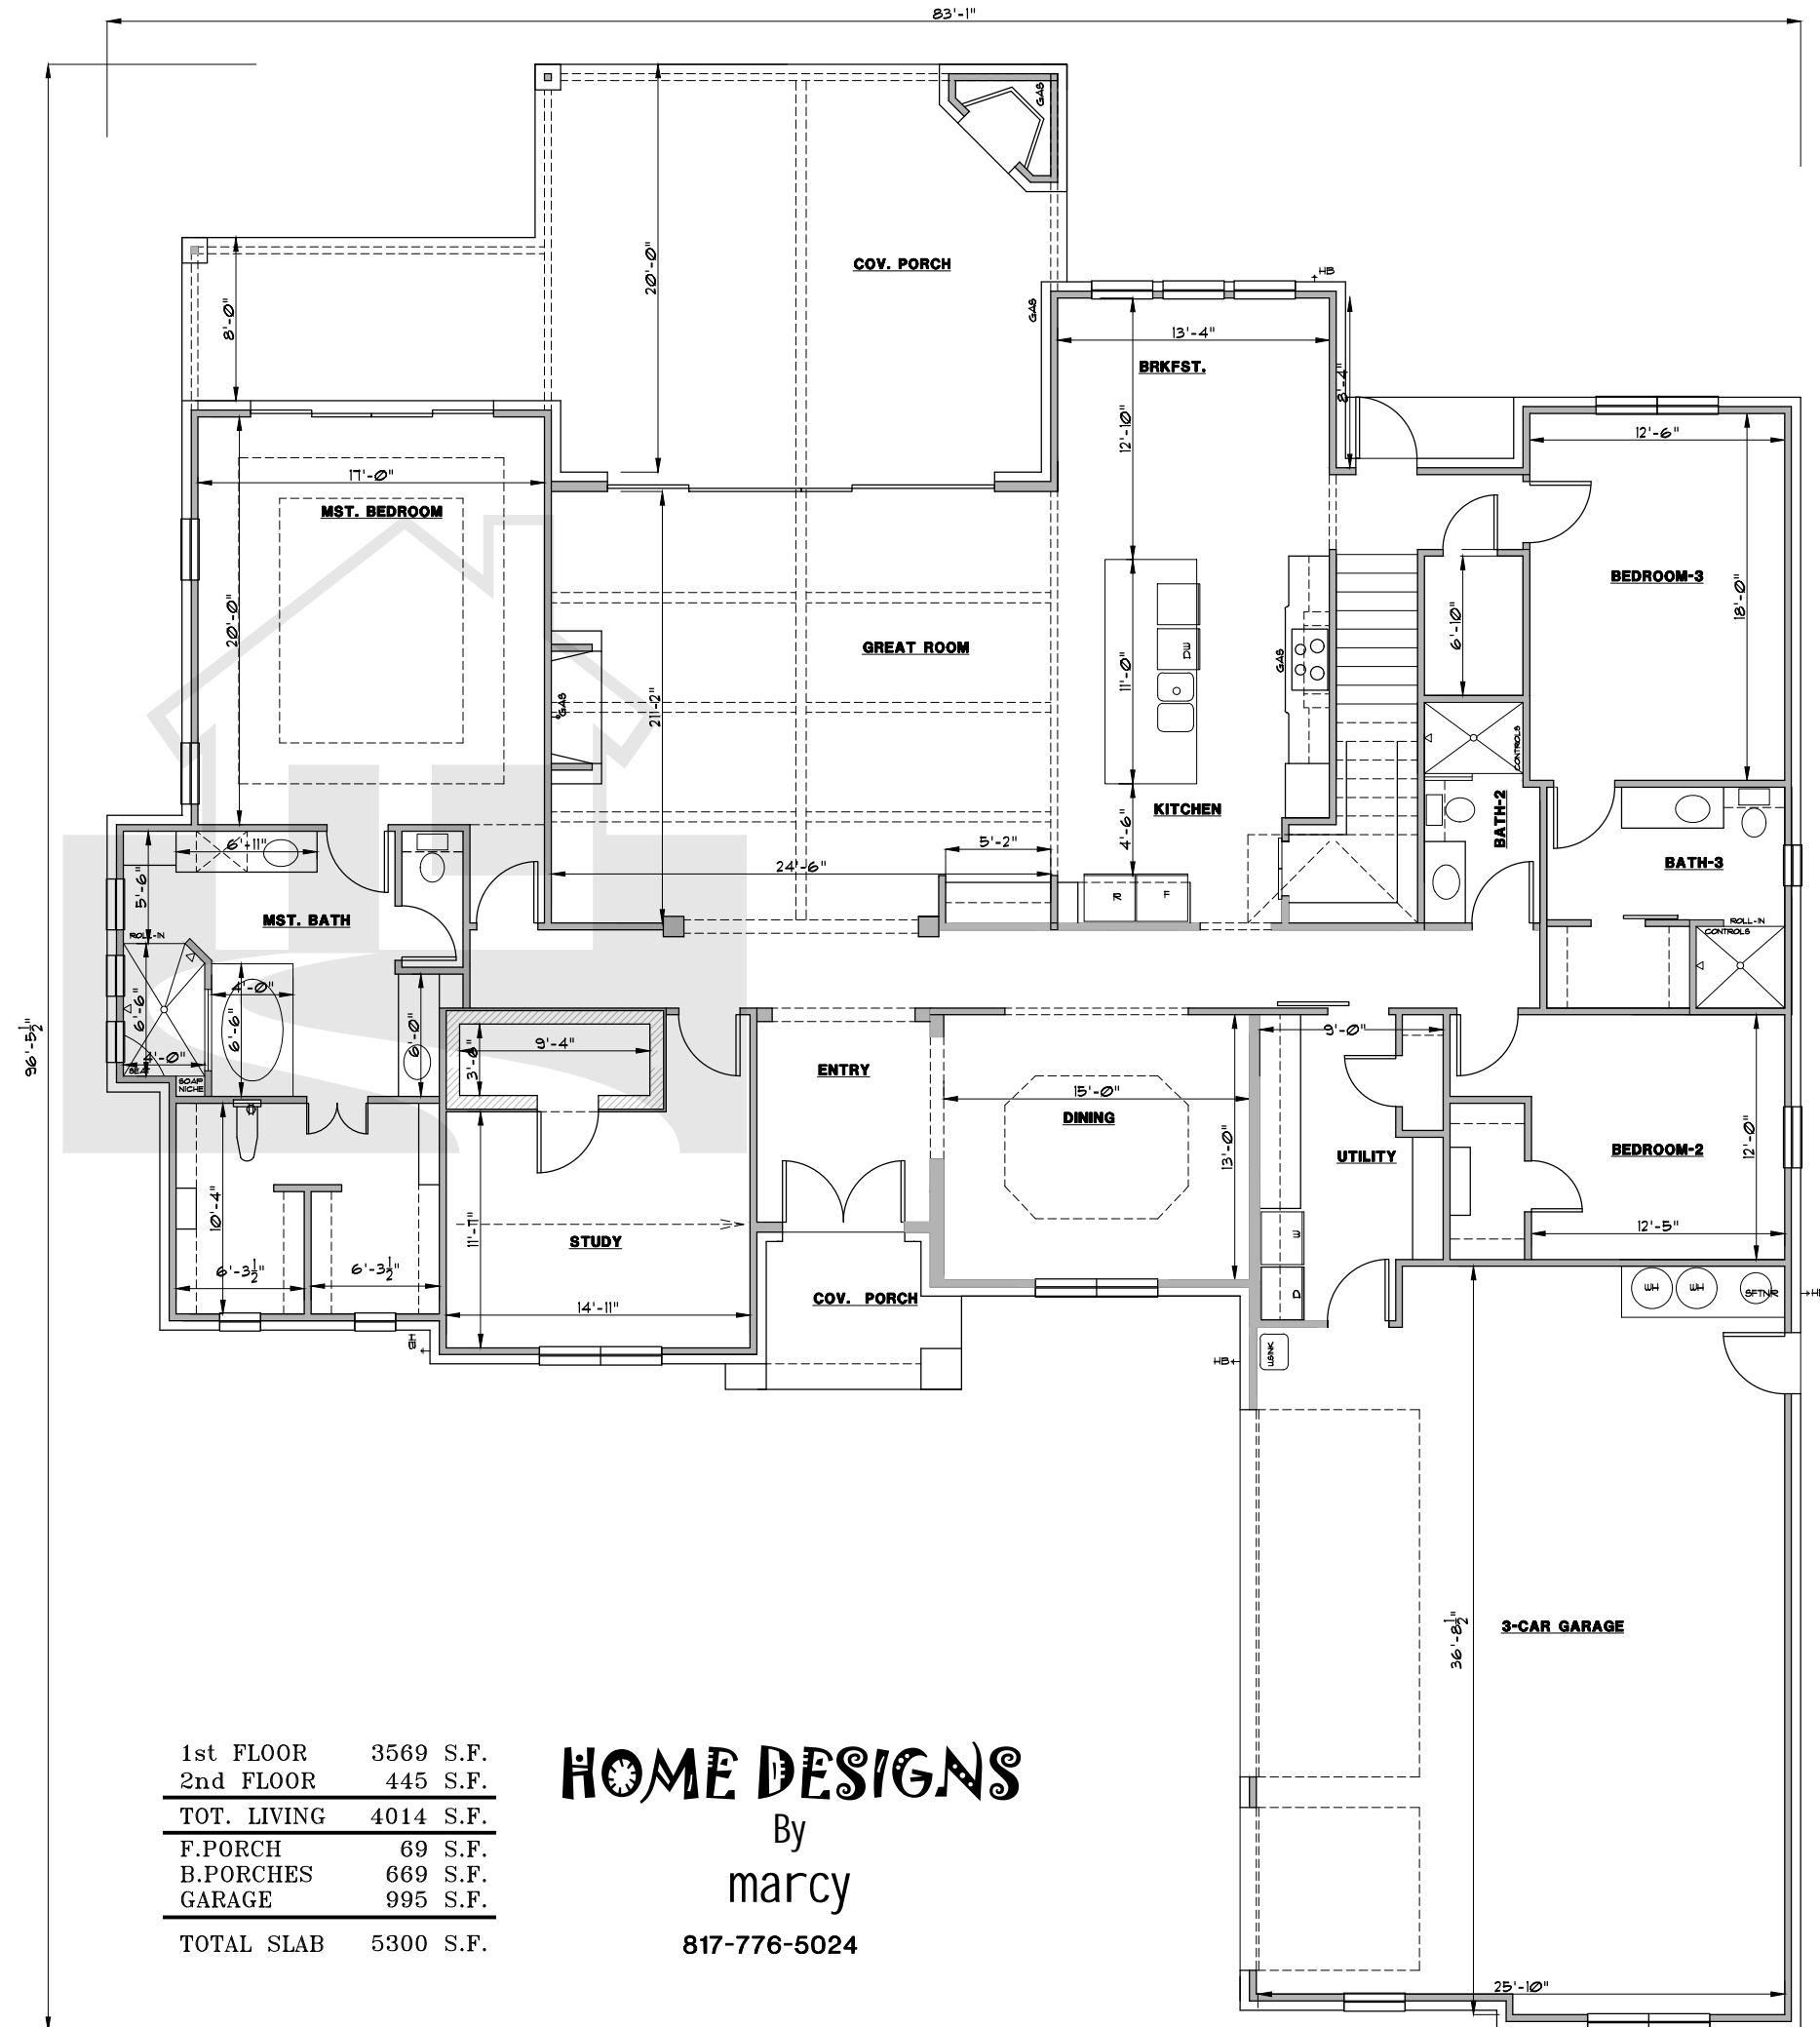 83'-1"
96'-5½"
GAS
COV. PORCH
20'-0"
8'-0"
HB
GAS
13'-4"
BRKFST.
8'-4"
12'-10"
12'-6"
17'-0"
MST. BEDROOM
20'-0"
BEDROOM-3
18'-0"
6'-10"
GREAT ROOM
21'-2"
GAS
11'-0"
DW
GAS
CONTROLS
KITCHEN
4'-6"
BATH-2
5'-2"
24'-6"
R
F
BATH-3
ROLL-IN
CONTROLS
6'-11"
5'-6"
MST. BATH
ROLL-IN
6'-6"
4'-0"
6'-6"
4'-0"
SEAT
SOAP
NICHE
6'-0"
9'-4"
3'-6"
ENTRY
15'-0"
DINING
13'-0"
8'-0"
UTILITY
BEDROOM-2
12'-0"
12'-5"
10'-4"
6'-3½"
6'-3½"
11'-11"
STUDY
14'-11"
COV. PORCH
W
D
WH
WH
SFTNR
HB
HB
U.SINK
3-CAR GARAGE
36'-8½"
25'-10"
1st FLOOR 3569 S.F.
2nd FLOOR 445 S.F.
TOT. LIVING 4014 S.F.
F.PORCH 69 S.F.
B.PORCHES 669 S.F.
GARAGE 995 S.F.
TOTAL SLAB 5300 S.F.
HOME DESIGNS
By
marcy
817-776-5024